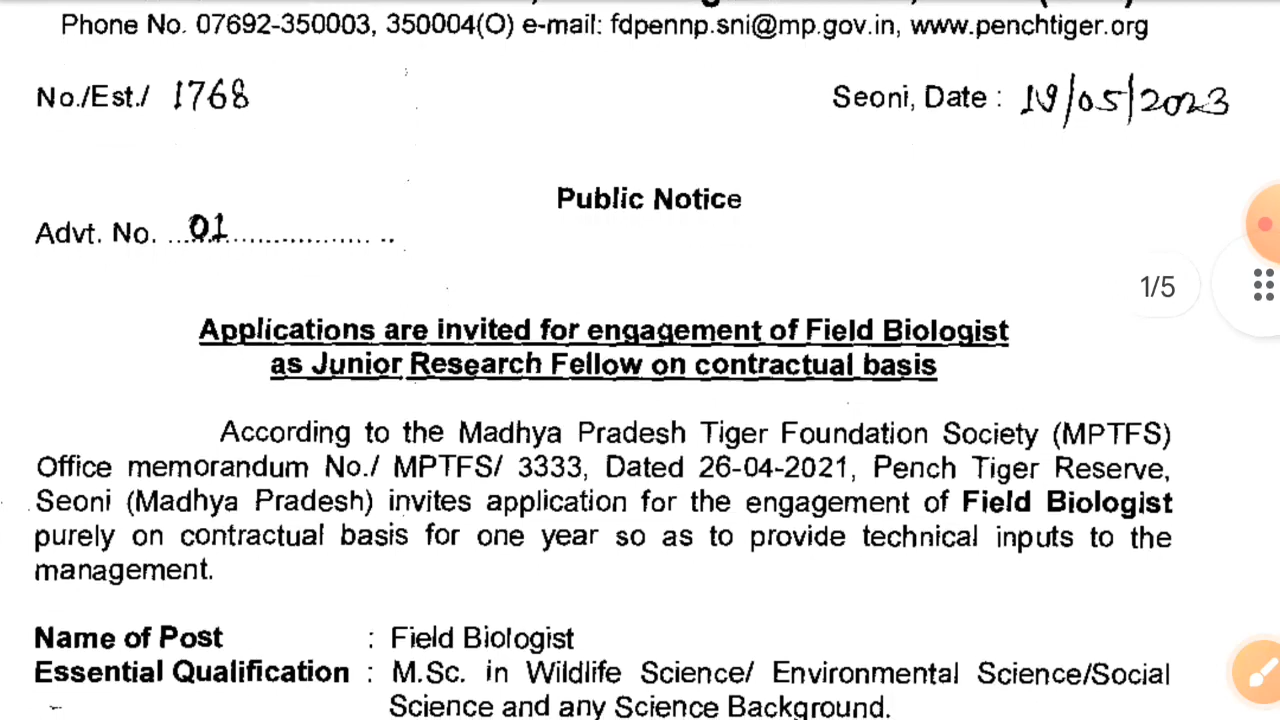 Phone No. 07692-350003, 350004(O) e-mail: fdpennp.sni@mp.gov.in, www.penchtiger.org
No./Est./ 1768 Seoni, Date : 19/05/2023
Public Notice
Advt. No. ...01..................... ..
1/5
Applications are invited for engagement of Field Biologist
as Junior Research Fellow on contractual basis
According to the Madhya Pradesh Tiger Foundation Society (MPTFS)
Office memorandum No./ MPTFS/ 3333, Dated 26-04-2021, Pench Tiger Reserve,
Seoni (Madhya Pradesh) invites application for the engagement of Field Biologist
purely on contractual basis for one year so as to provide technical inputs to the
management.
Name of Post : Field Biologist
Essential Qualification : M.Sc. in Wildlife Science/ Environmental Science/Social
Science and any Science Background.